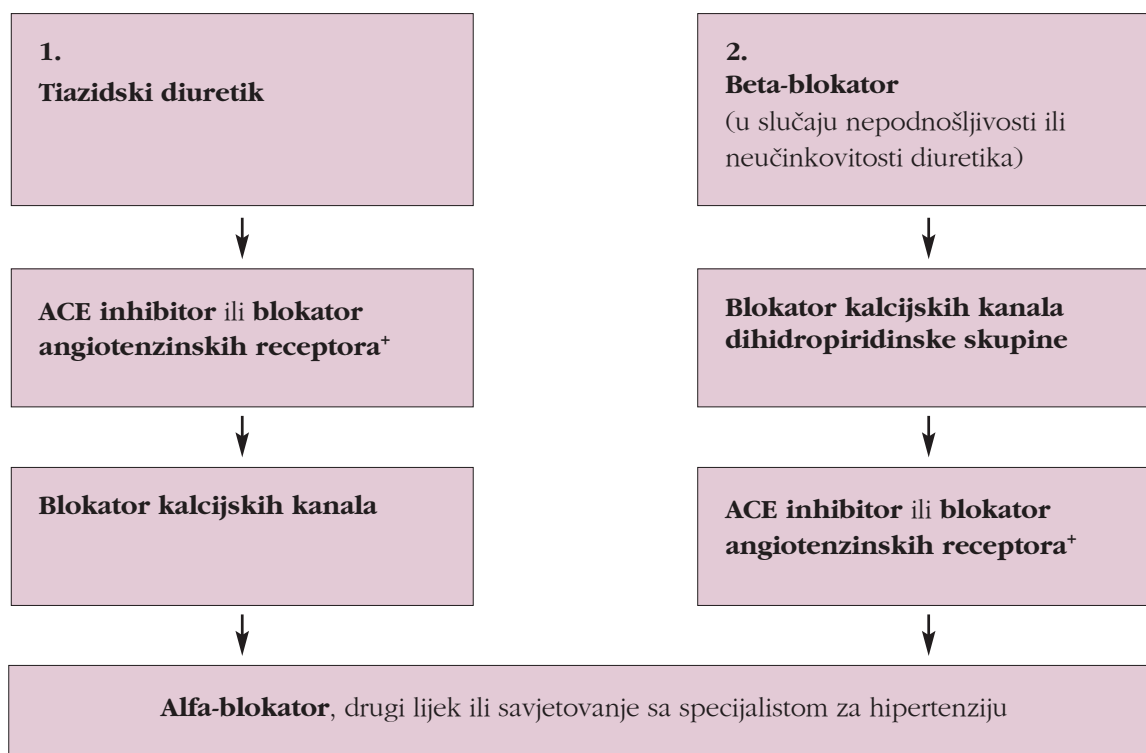 1.
Tiazidski diuretik
2.
Beta-blokator
(u slučaju nepodnošljivosti ili
neučinkovitosti diuretika)
ACE inhibitor ili blokator
angiotenzinskih receptora+
Blokator kalcijskih kanala
dihidropiridinske skupine
Blokator kalcijskih kanala
ACE inhibitor ili blokator
angiotenzinskih receptora+
Alfa-blokator, drugi lijek ili savjetovanje sa specijalistom za hipertenziju